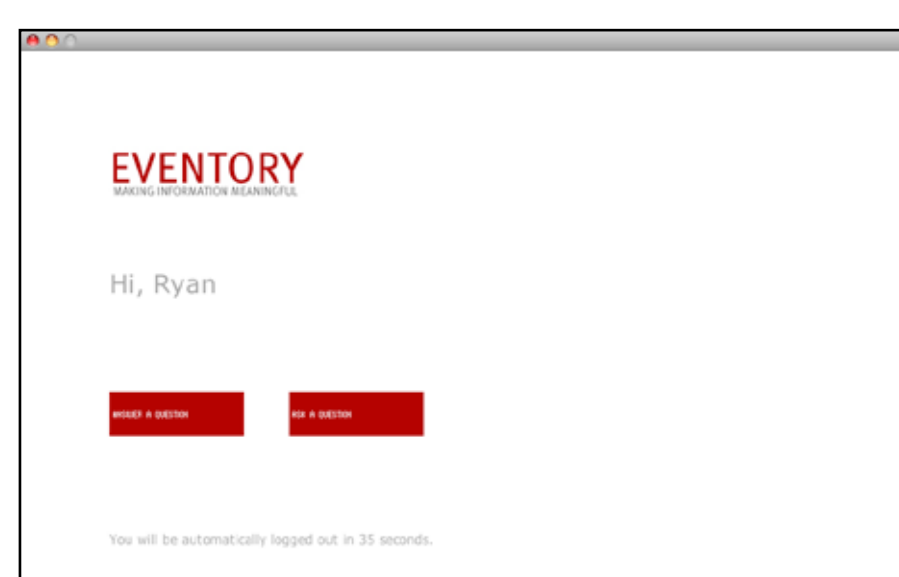 EVENTORY
MAKING INFORMATION MEANINGFUL
Hi, Ryan
ANSWER A QUESTION
ASK A QUESTION
You will be automatically logged out in 35 seconds.